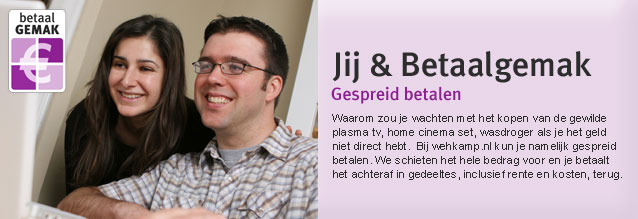 betaal
GEMAK
€
Jij & Betaalgemak
Gespreid betalen
Waarom zou je wachten met het kopen van de gewilde
plasma tv, home cinema set, wasdroger als je het geld
niet direct hebt. Bij wehkamp.nl kun je namelijk gespreid
betalen. We schieten het hele bedrag voor en je betaalt
het achteraf in gedeeltes, inclusief rente en kosten, terug.